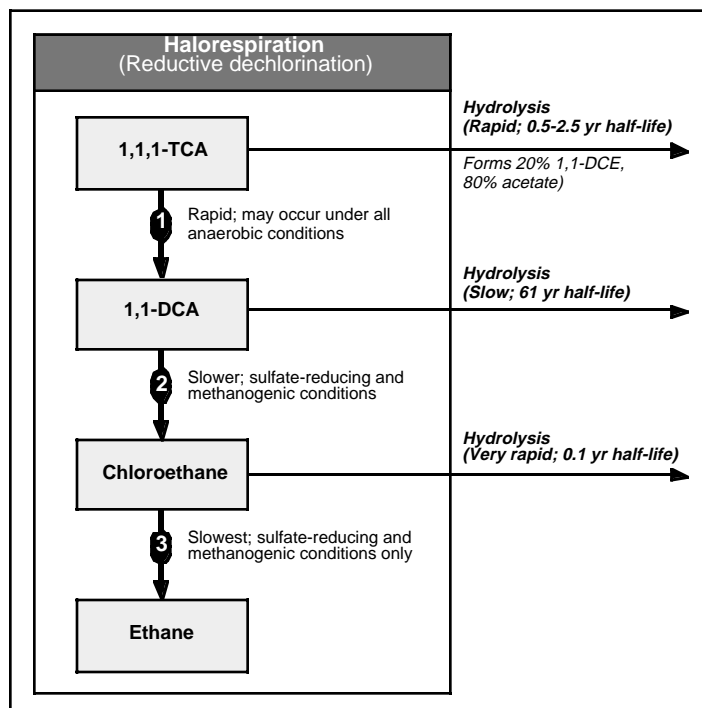 Halorespiration
(Reductive dechlorination)
Hydrolysis
(Rapid; 0.5-2.5 yr half-life)
1,1,1-TCA
Forms 20% 1,1-DCE,
80% acetate)
1
Rapid; may occur under all
anaerobic conditions
Hydrolysis
(Slow; 61 yr half-life)
1,1-DCA
2
Slower; sulfate-reducing and
methanogenic conditions
Hydrolysis
(Very rapid; 0.1 yr half-life)
Chloroethane
3
Slowest; sulfate-reducing and
methanogenic conditions only
Ethane